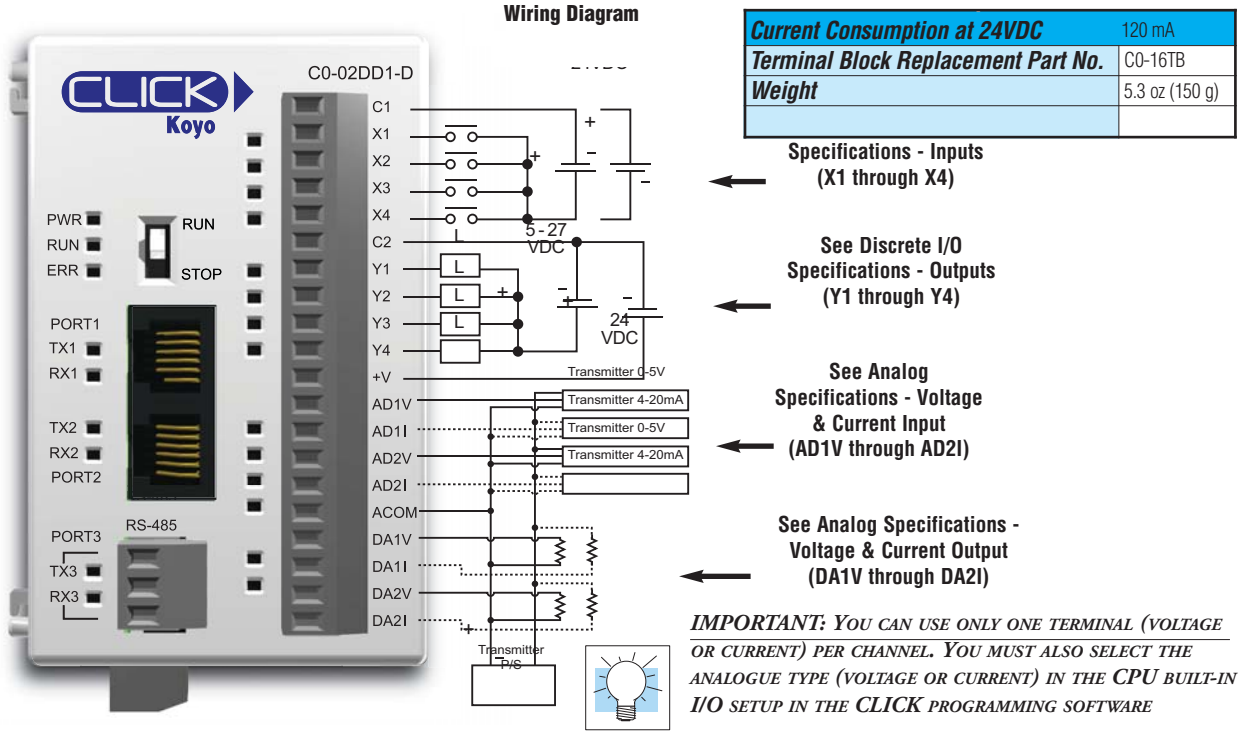 Wiring Diagram
Current Consumption at 24VDC 120 mA
Terminal Block Replacement Part No. C0-16TB
Weight 5.3 oz (150 g)
CLICK
Koyo
C0-02DD1-D
C1
X1
X2
X3
X4
C2
Y1
Y2
Y3
Y4
+V
AD1V
AD1I
AD2V
AD2I
ACOM
DA1V
DA1I
DA2V
DA2I
PWR
RUN
ERR
RUN
STOP
PORT1
TX1
RX1
TX2
RX2
PORT2
RS-485
PORT3
TX3
RX3
+
-
+
-
L
5-27
VDC
L
L
L
+
-
+
-
24
VDC
Transmitter 0-5V
Transmitter 4-20mA
Transmitter 0-5V
Transmitter 4-20mA
+
-
Transmitter
P/S
Specifications - Inputs
(X1 through X4)
See Discrete I/O
Specifications - Outputs
(Y1 through Y4)
See Analog
Specifications - Voltage
& Current Input
(AD1V through AD2I)
See Analog Specifications -
Voltage & Current Output
(DA1V through DA2I)
IMPORTANT: YOU CAN USE ONLY ONE TERMINAL (VOLTAGE
OR CURRENT) PER CHANNEL. YOU MUST ALSO SELECT THE
ANALOGUE TYPE (VOLTAGE OR CURRENT) IN THE CPU BUILT-IN
I/O SETUP IN THE CLICK PROGRAMMING SOFTWARE